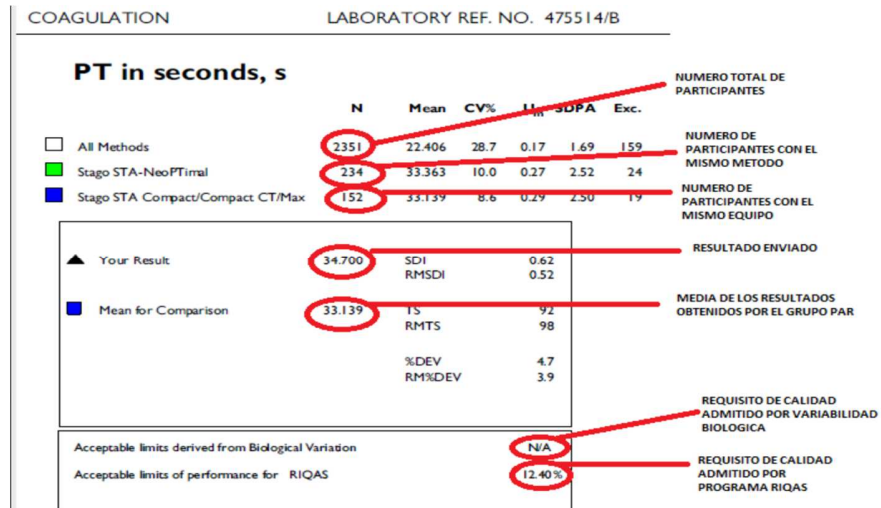 COAGULATION LABORATORY REF. NO. 475514/B
PT in seconds, s
NUMERO TOTAL DE
PARTICIPANTES
N Mean CV% Um SDPA Exc.
All Methods 2351 22.406 28.7 0.17 1.69 159
NUMERO DE
PARTICIPANTES CON EL
MISMO METODO
Stago STA-NeoPTimal 234 33.363 10.0 0.27 2.52 24
Stago STA Compact/Compact CT/Max 152 33.139 8.6 0.29 2.50 19
NUMERO DE
PARTICIPANTES CON EL
MISMO EQUIPO
Your Result 34.700 SDI 0.62
RMSDI 0.52
RESULTADO ENVIADO
Mean for Comparison 33.139 TS 92
RMTS 98
MEDIA DE LOS RESULTADOS
OBTENIDOS POR EL GRUPO PAR
%DEV 4.7
RM%DEV 3.9
REQUISITO DE CALIDAD
ADMITIDO POR VARIABILIDAD
BIOLOGICA
Acceptable limits derived from Biological Variation N/A
Acceptable limits of performance for RIQAS 12.40%
REQUISITO DE CALIDAD
ADMITIDO POR
PROGRAMA RIQAS